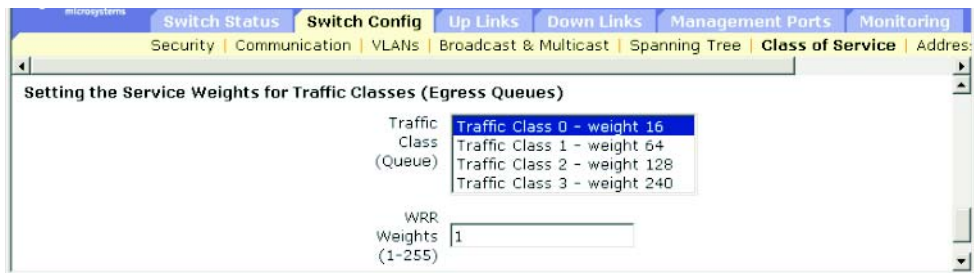 microsystems
Switch Status Switch Config Up Links Down Links Management Ports Monitoring
Security | Communication | VLANs | Broadcast & Multicast | Spanning Tree | Class of Service | Addres
Setting the Service Weights for Traffic Classes (Egress Queues)
Traffic Class (Queue)
Traffic Class 0 - weight 16
Traffic Class 1 - weight 64
Traffic Class 2 - weight 128
Traffic Class 3 - weight 240
WRR Weights (1-255)
1